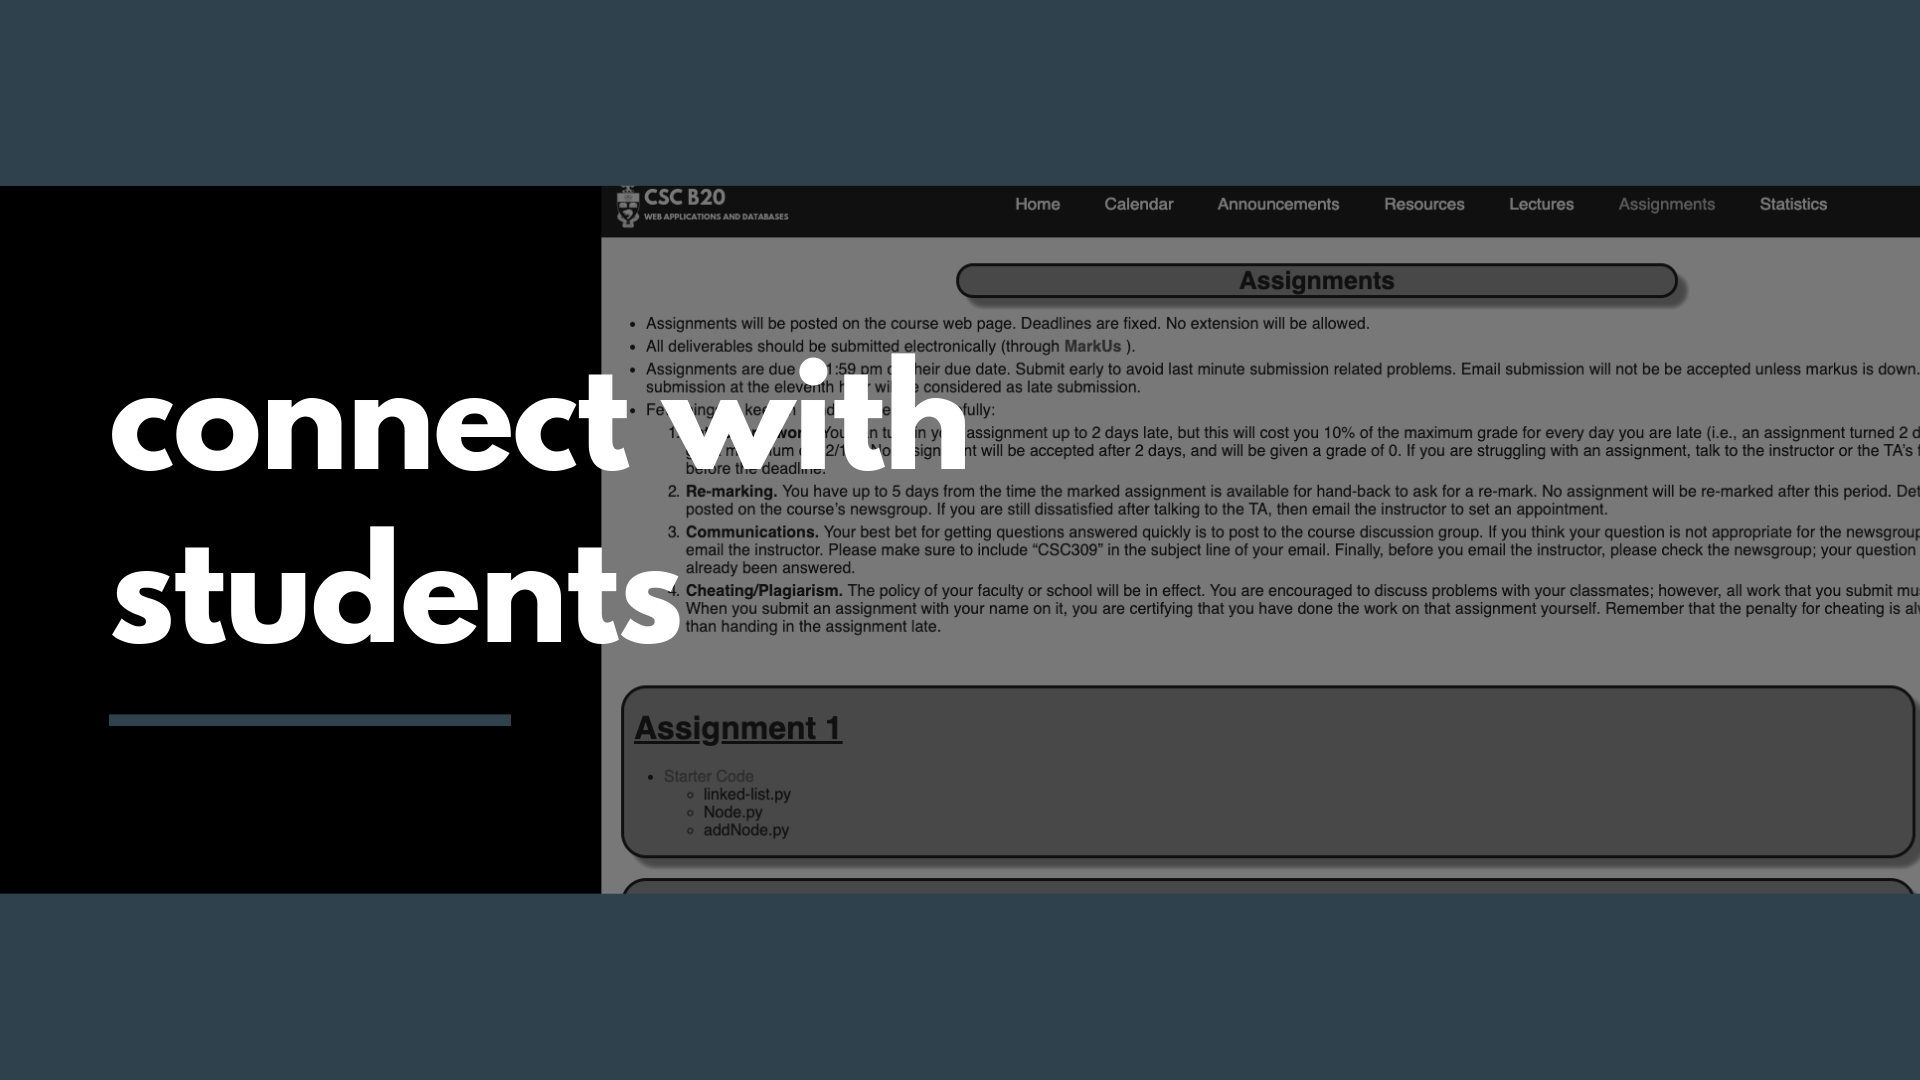 CSC B20
WEB APPLICATIONS AND DATABASES
Home Calendar Announcements Resources Lectures Assignments Statistics
Assignments
• Assignments will be posted on the course web page. Deadlines are fixed. No extension will be allowed.
• All deliverables should be submitted electronically (through MarkUs ).
• Assignments are due 1:59 pm their due date. Submit early to avoid last minute submission related problems. Email submission will not be be accepted unless markus is down.
submission at the eleventh will be considered as late submission.
connect with
• fully:
1. You turn in assignment up to 2 days late, but this will cost you 10% of the maximum grade for every day you are late (i.e., an assignment turned 2 d
will be accepted after 2 days, and will be given a grade of 0. If you are struggling with an assignment, talk to the instructor or the TA's
before the deadline.
2. Re-marking. You have up to 5 days from the time the marked assignment is available for hand-back to ask for a re-mark. No assignment will be re-marked after this period. Det
posted on the course's newsgroup. If you are still dissatisfied after talking to the TA, then email the instructor to set an appointment.
3. Communications. Your best bet for getting questions answered quickly is to post to the course discussion group. If you think your question is not appropriate for the newsgroup
email the instructor. Please make sure to include “CSC309” in the subject line of your email. Finally, before you email the instructor, please check the newsgroup; your question
already been answered.
students
4. Cheating/Plagiarism. The policy of your faculty or school will be in effect. You are encouraged to discuss problems with your classmates; however, all work that you submit mu
When you submit an assignment with your name on it, you are certifying that you have done the work on that assignment yourself. Remember that the penalty for cheating is al
than handing in the assignment late.
Assignment 1
• Starter Code
◦ linked-list.py
◦ Node.py
◦ addNode.py